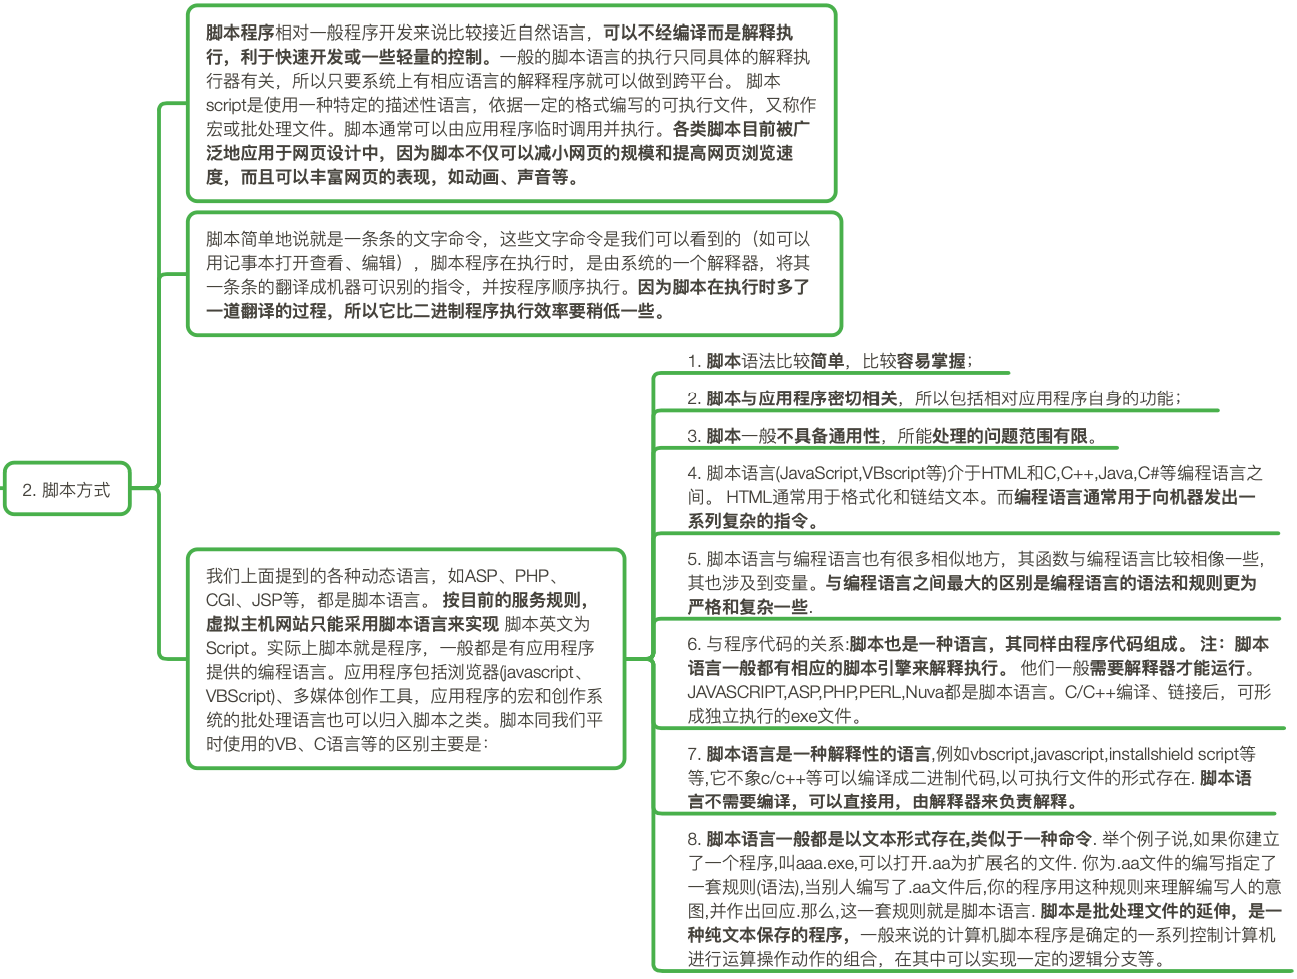 脚本程序相对一般程序开发来说比较接近自然语言，可以不经编译而是解释执
行，利于快速开发或一些轻量的控制。一般的脚本语言的执行只同具体的解释执
行器有关，所以只要系统上有相应语言的解释程序就可以做到跨平台。 脚本
script是使用一种特定的描述性语言，依据一定的格式编写的可执行文件，又称作
宏或批处理文件。脚本通常可以由应用程序临时调用并执行。各类脚本目前被广
泛地应用于网页设计中，因为脚本不仅可以减小网页的规模和提高网页浏览速
度，而且可以丰富网页的表现，如动画、声音等。
脚本简单地说就是一条条的文字命令，这些文字命令是我们可以看到的（如可以
用记事本打开查看、编辑），脚本程序在执行时，是由系统的一个解释器，将其
一条条的翻译成机器可识别的指令，并按程序顺序执行。因为脚本在执行时多了
一道翻译的过程，所以它比二进制程序执行效率要稍低一些。
2. 脚本方式
我们上面提到的各种动态语言，如ASP、PHP、
CGI、JSP等，都是脚本语言。 按目前的服务规则，
虚拟主机网站只能采用脚本语言来实现 脚本英文为
Script。实际上脚本就是程序，一般都是有应用程序
提供的编程语言。应用程序包括浏览器(javascript、
VBScript)、多媒体创作工具，应用程序的宏和创作系
统的批处理语言也可以归入脚本之类。脚本同我们平
时使用的VB、C语言等的区别主要是：
1. 脚本语法比较简单，比较容易掌握；
2. 脚本与应用程序密切相关，所以包括相对应用程序自身的功能；
3. 脚本一般不具备通用性，所能处理的问题范围有限。
4. 脚本语言(JavaScript,VBscript等)介于HTML和C,C++,Java,C#等编程语言之
间。 HTML通常用于格式化和链结文本。而编程语言通常用于向机器发出一
系列复杂的指令。
5. 脚本语言与编程语言也有很多相似地方，其函数与编程语言比较相像一些，
其也涉及到变量。与编程语言之间最大的区别是编程语言的语法和规则更为
严格和复杂一些.
6. 与程序代码的关系:脚本也是一种语言，其同样由程序代码组成。 注：脚本
语言一般都有相应的脚本引擎来解释执行。 他们一般需要解释器才能运行。
JAVASCRIPT,ASP,PHP,PERL,Nuva都是脚本语言。C/C++编译、链接后，可形
成独立执行的exe文件。
7. 脚本语言是一种解释性的语言,例如vbscript,javascript,installshield script等
等,它不象c/c++等可以编译成二进制代码,以可执行文件的形式存在. 脚本语
言不需要编译，可以直接用，由解释器来负责解释。
8. 脚本语言一般都是以文本形式存在,类似于一种命令. 举个例子说,如果你建立
了一个程序,叫aaa.exe,可以打开.aa为扩展名的文件. 你为.aa文件的编写指定了
一套规则(语法),当别人编写了.aa文件后,你的程序用这种规则来理解编写人的意
图,并作出回应.那么,这一套规则就是脚本语言. 脚本是批处理文件的延伸，是一
种纯文本保存的程序，一般来说的计算机脚本程序是确定的一系列控制计算机
进行运算操作动作的组合，在其中可以实现一定的逻辑分支等。